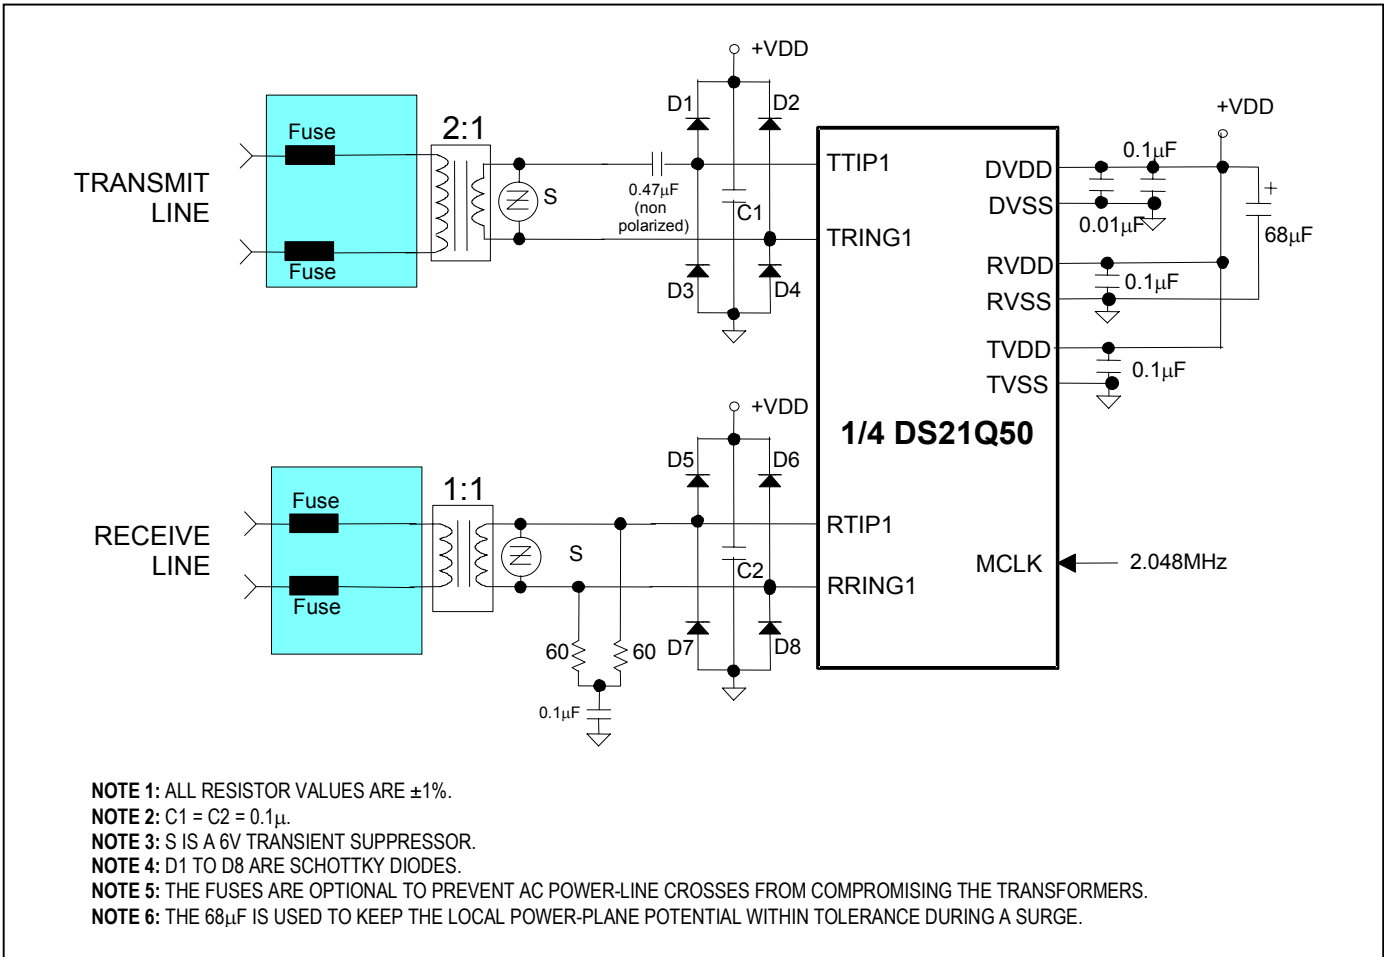 +VDD
D1
D2
Fuse
2:1
+VDD
0.1µF
TRANSMIT
LINE
S
0.47µF
(non
polarized)
C1
TTIP1
DVDD
DVSS
0.01µF
+
68µF
TRING1
Fuse
D3
D4
RVDD
0.1µF
RVSS
TVDD
0.1µF
TVSS
+VDD
1/4 DS21Q50
D5
D6
Fuse
1:1
RECEIVE
LINE
RTIP1
S
C2
MCLK
2.048MHz
RRING1
Fuse
60
60
D7
D8
0.1µF
NOTE 1: ALL RESISTOR VALUES ARE ±1%.
NOTE 2: C1 = C2 = 0.1µ.
NOTE 3: S IS A 6V TRANSIENT SUPPRESSOR.
NOTE 4: D1 TO D8 ARE SCHOTTKY DIODES.
NOTE 5: THE FUSES ARE OPTIONAL TO PREVENT AC POWER-LINE CROSSES FROM COMPROMISING THE TRANSFORMERS.
NOTE 6: THE 68µF IS USED TO KEEP THE LOCAL POWER-PLANE POTENTIAL WITHIN TOLERANCE DURING A SURGE.